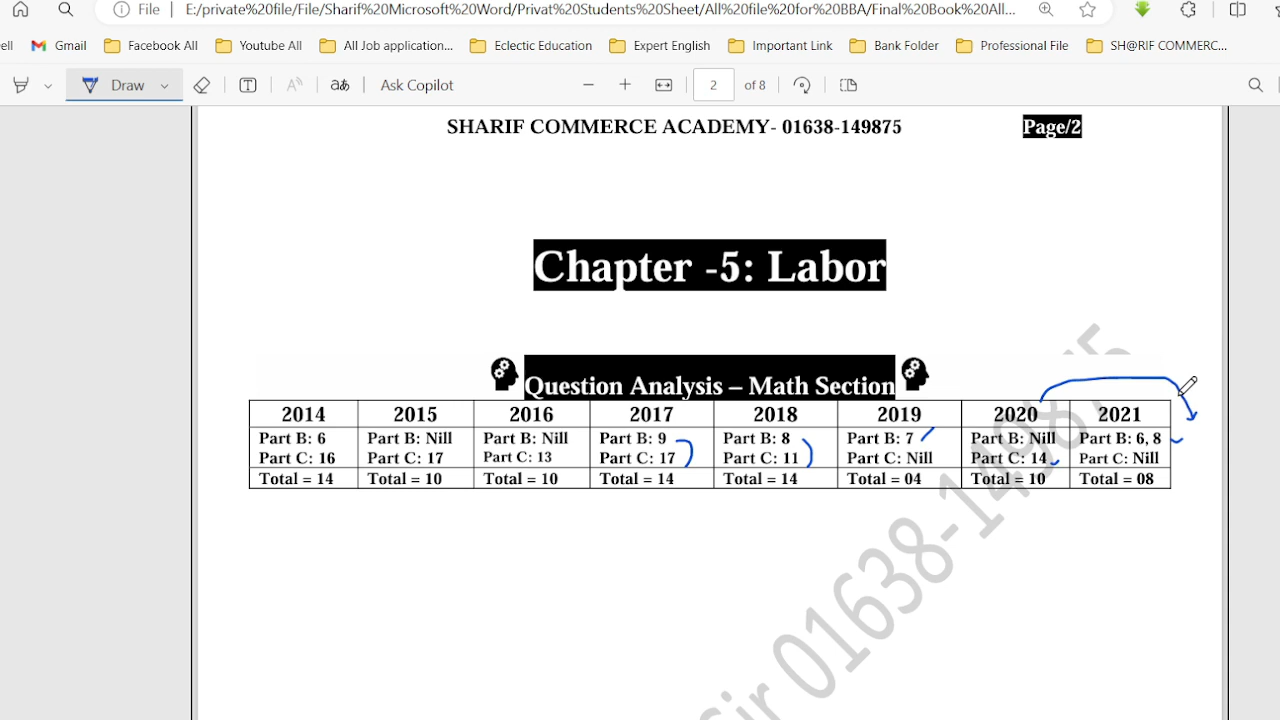 File | E:/private%20file/File/Sharif%20Microsoft%20Word/Privat%20Students%20Sheet/All%20file%20for%20BBA/Final%20Book%20All...
ell Gmail Facebook All Youtube All All Job application... Eclectic Education Expert English Important Link Bank Folder Professional File SH@RIF COMMERC...
Draw T A aあ Ask Copilot 2 of 8
SHARIF COMMERCE ACADEMY- 01638-149875 Page/2
Chapter -5: Labor
Question Analysis – Math Section
2014 2015 2016 2017 2018 2019 2020 2021
Part B: 6 Part B: Nill Part B: Nill Part B: 9 Part B: 8 Part B: 7 Part B: Nill Part B: 6, 8
Part C: 16 Part C: 17 Part C: 13 Part C: 17 Part C: 11 Part C: Nill Part C: 14 Part C: Nill
Total = 14 Total = 10 Total = 10 Total = 14 Total = 14 Total = 04 Total = 10 Total = 08
Sir 01638-149875